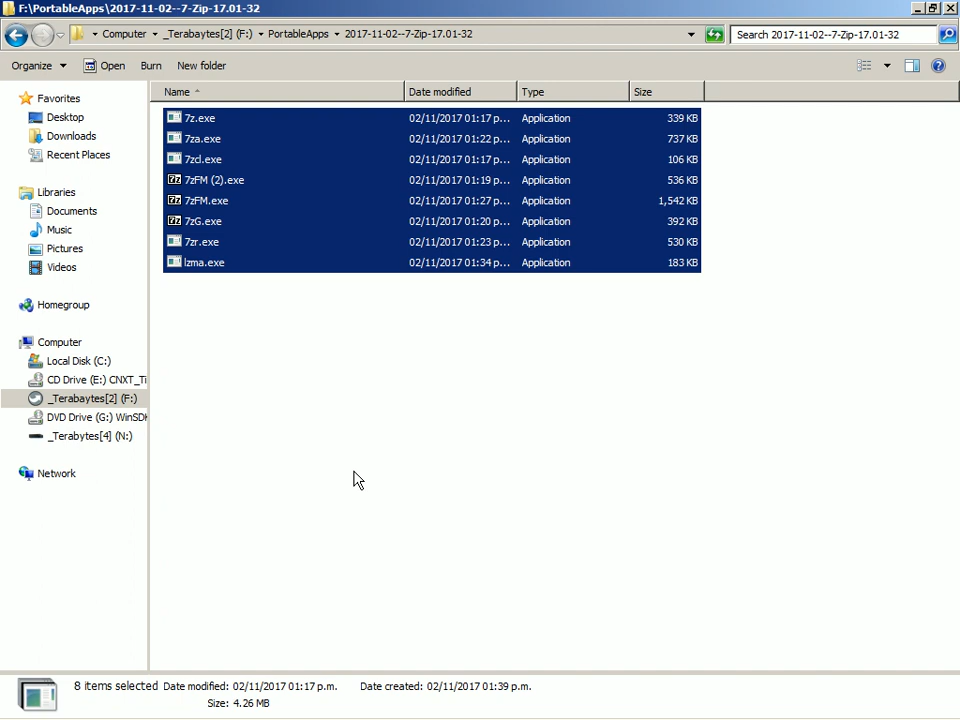 F:\PortableApps\2017-11-02--7-Zip-17.01-32
Computer _Terabaytes[2] (F:) PortableApps 2017-11-02--7-Zip-17.01-32 Search 2017-11-02--7-Zip-17.01-32
Organize Open Burn New folder
Name Date modified Type Size
Favorites
Desktop
Downloads
Recent Places
Libraries
Documents
Music
Pictures
Videos
Homegroup
Computer
Local Disk (C:)
CD Drive (E:) CNXT_Ti
_Terabaytes[2] (F:)
DVD Drive (G:) WinSDK
_Terabytes[4] (N:)
Network
7z.exe 02/11/2017 01:17 p... Application 339 KB
7za.exe 02/11/2017 01:22 p... Application 737 KB
7zcl.exe 02/11/2017 01:17 p... Application 106 KB
7zFM (2).exe 02/11/2017 01:19 p... Application 536 KB
7zFM.exe 02/11/2017 01:27 p... Application 1,542 KB
7zG.exe 02/11/2017 01:20 p... Application 392 KB
7zr.exe 02/11/2017 01:23 p... Application 530 KB
lzma.exe 02/11/2017 01:34 p... Application 183 KB
8 items selected Date modified: 02/11/2017 01:17 p.m. Date created: 02/11/2017 01:39 p.m.
Size: 4.26 MB